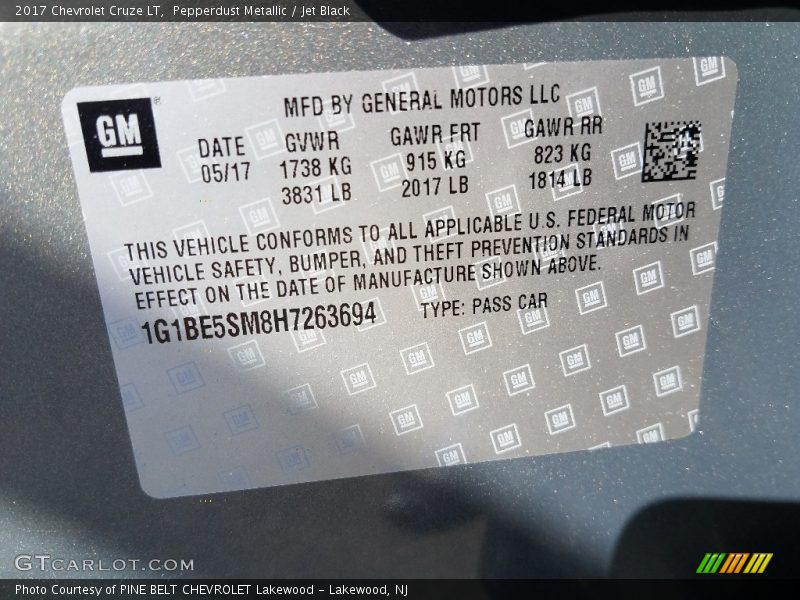 2017 Chevrolet Cruze LT, Pepperdust Metallic / Jet Black
GM
MFD BY GENERAL MOTORS LLC
DATE GVWR GAWR FRT GAWR RR
05/17 1738 KG 915 KG 823 KG
3831 LB 2017 LB 1814 LB
THIS VEHICLE CONFORMS TO ALL APPLICABLE U.S. FEDERAL MOTOR
VEHICLE SAFETY, BUMPER, AND THEFT PREVENTION STANDARDS IN
EFFECT ON THE DATE OF MANUFACTURE SHOWN ABOVE.
1G1BE5SM8H7263694 TYPE: PASS CAR
GTCARLOT.COM
Photo Courtesy of PINE BELT CHEVROLET Lakewood - Lakewood, NJ